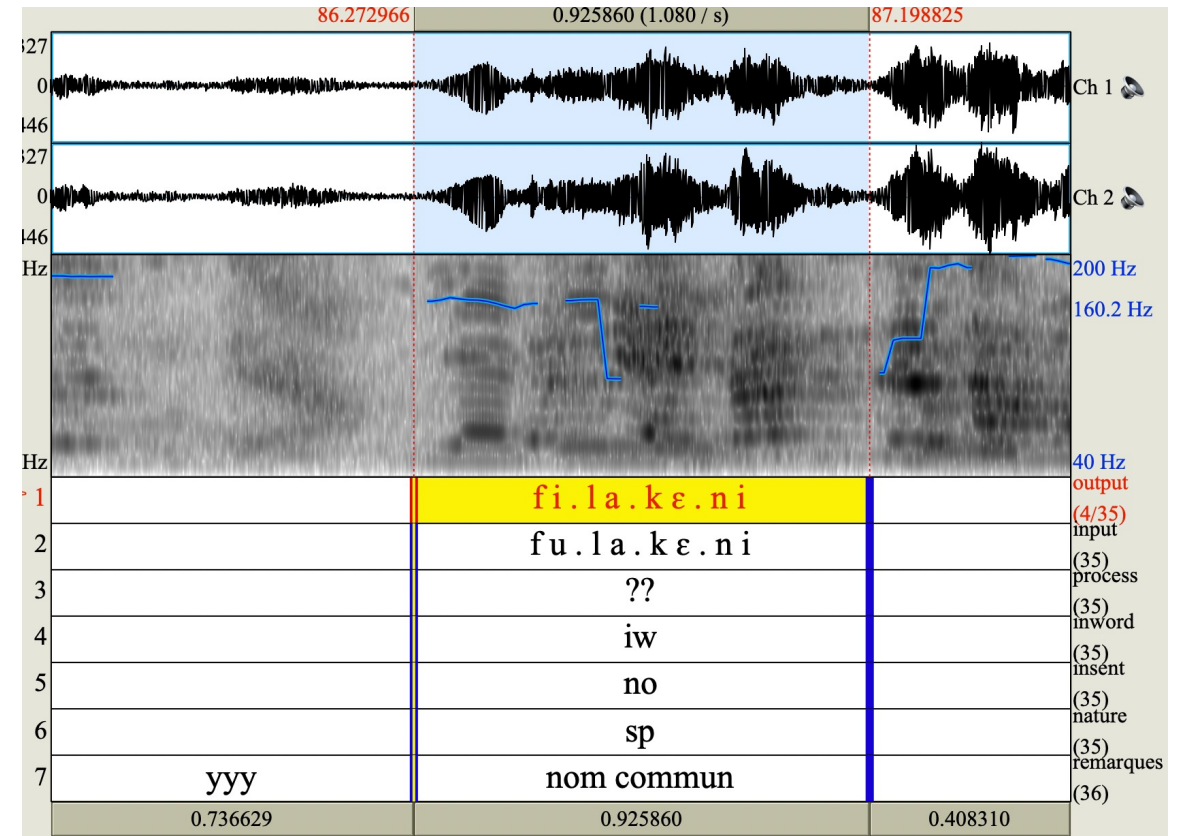 86.272966 0.925860 (1.080 / s) 87.198825
327
0 Ch 1
446
327
0 Ch 2
446
Hz 200 Hz
160.2 Hz
Hz 40 Hz
1 fi.la.kɛ.ni output
(4/35)
2 fu.la.kɛ.ni input
(35)
3 ?? process
(35)
4 iw inword
(35)
5 no insent
(35)
6 sp nature
(35)
7 yyy nom commun remarques
(36)
0.736629 0.925860 0.408310